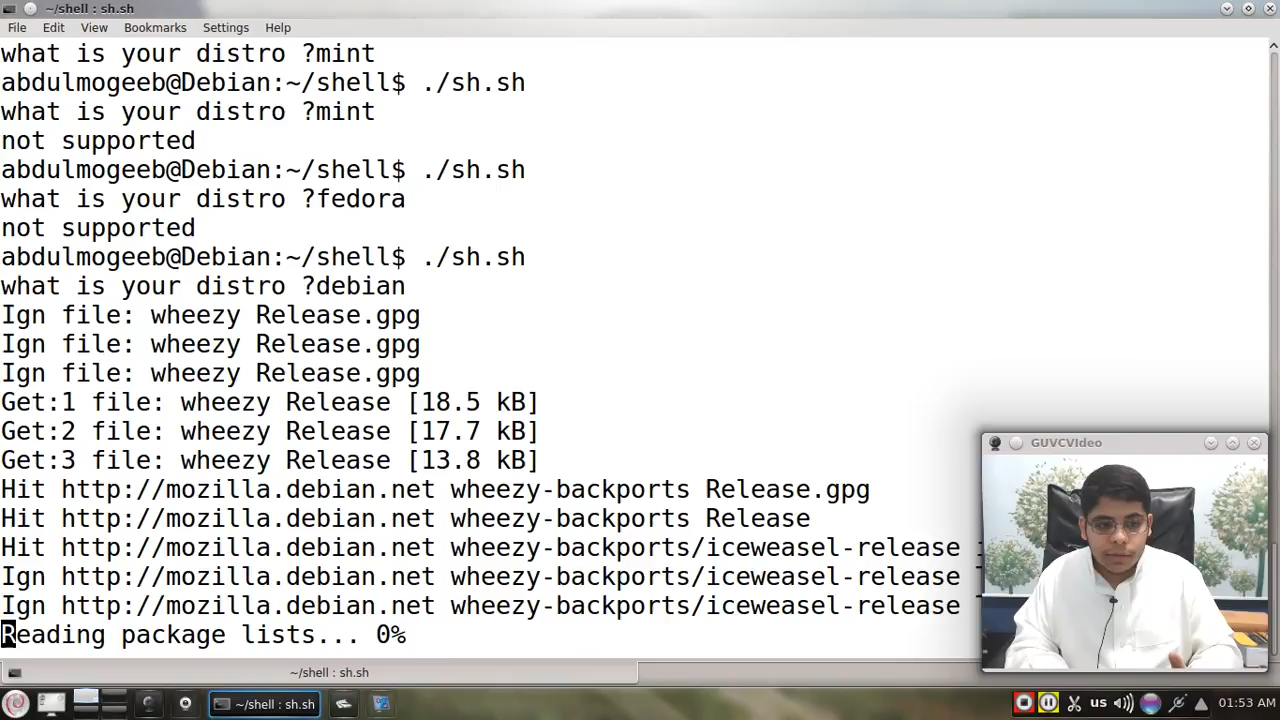 ~/shell : sh.sh
File Edit View Bookmarks Settings Help
what is your distro ?mint
abdulmogeeb@Debian:~/shell$ ./sh.sh
what is your distro ?mint
not supported
abdulmogeeb@Debian:~/shell$ ./sh.sh
what is your distro ?fedora
not supported
abdulmogeeb@Debian:~/shell$ ./sh.sh
what is your distro ?debian
Ign file: wheezy Release.gpg
Ign file: wheezy Release.gpg
Ign file: wheezy Release.gpg
Get:1 file: wheezy Release [18.5 kB]
Get:2 file: wheezy Release [17.7 kB]
Get:3 file: wheezy Release [13.8 kB]
Hit http://mozilla.debian.net wheezy-backports Release.gpg
Hit http://mozilla.debian.net wheezy-backports Release
Hit http://mozilla.debian.net wheezy-backports/iceweasel-release
Ign http://mozilla.debian.net wheezy-backports/iceweasel-release
Ign http://mozilla.debian.net wheezy-backports/iceweasel-release
Reading package lists... 0%
GUVCVIdeo
~/shell : sh.sh
~/shell : sh.sh
us
01:53 AM